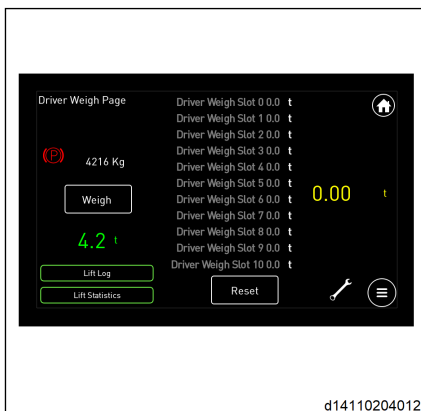 Driver Weigh Page
Driver Weigh Slot 0 0.0 t
Driver Weigh Slot 1 0.0 t
Driver Weigh Slot 2 0.0 t
Driver Weigh Slot 3 0.0 t
Driver Weigh Slot 4 0.0 t
Driver Weigh Slot 5 0.0 t
Driver Weigh Slot 6 0.0 t
Driver Weigh Slot 7 0.0 t
Driver Weigh Slot 8 0.0 t
Driver Weigh Slot 9 0.0 t
Driver Weigh Slot 10 0.0 t
P
4216 Kg
Weigh
4.2 t
Lift Log
Lift Statistics
Reset
0.00 t
d14110204012